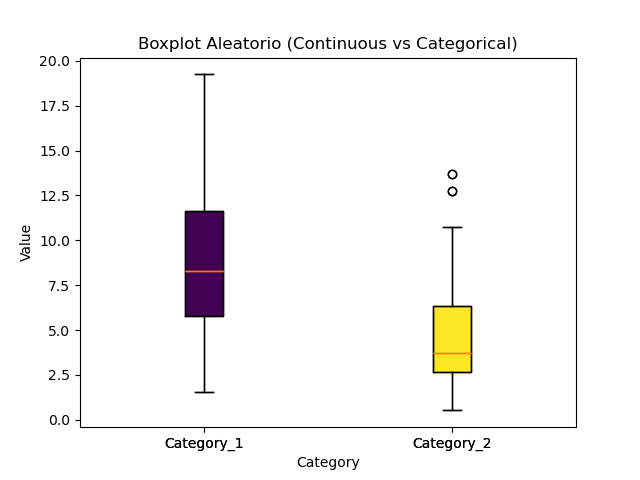 Boxplot Aleatorio (Continuous vs Categorical)
20.0
17.5
15.0
12.5
10.0
7.5
5.0
2.5
0.0
Value
Category_1
Category_2
Category